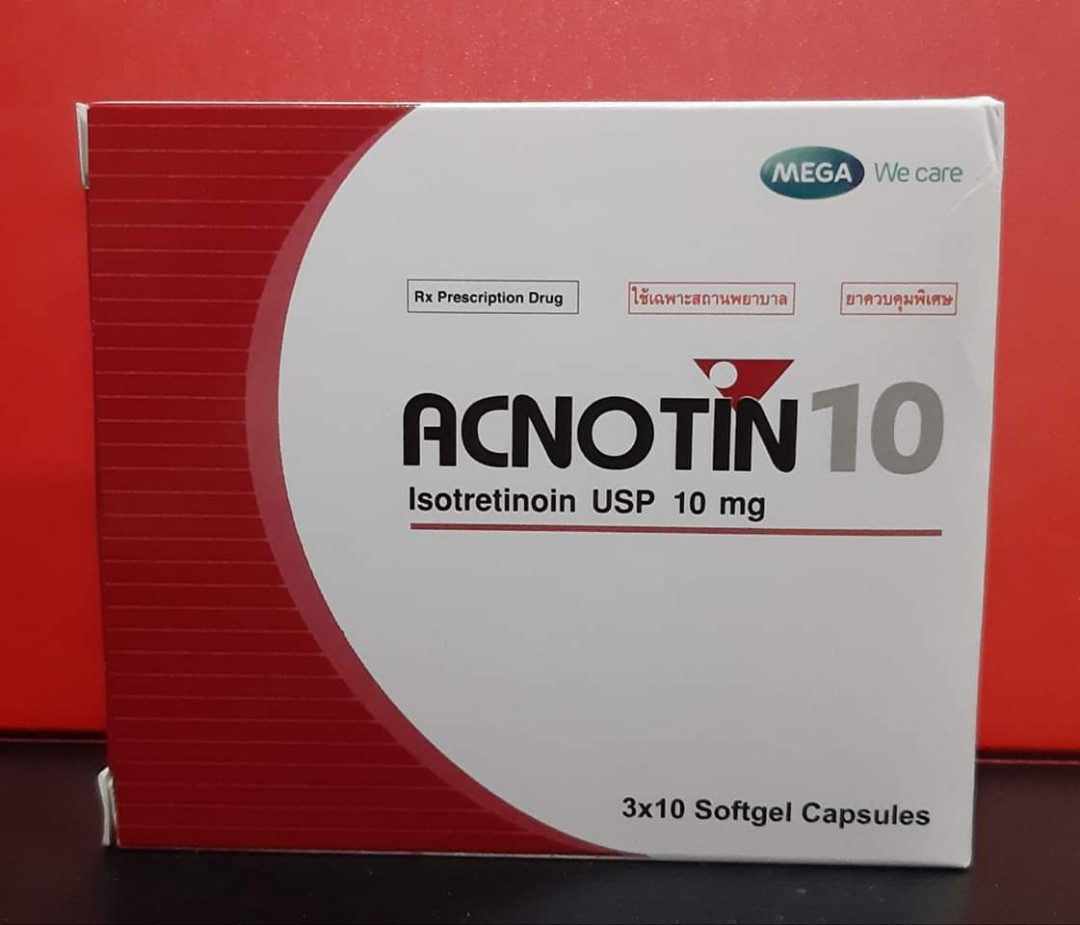 MEGA We care
Rx Prescription Drug
ใช้เฉพาะสถานพยาบาล
ยาควบคุมพิเศษ
ACNOTIN 10
Isotretinoin USP 10 mg
3x10 Softgel Capsules